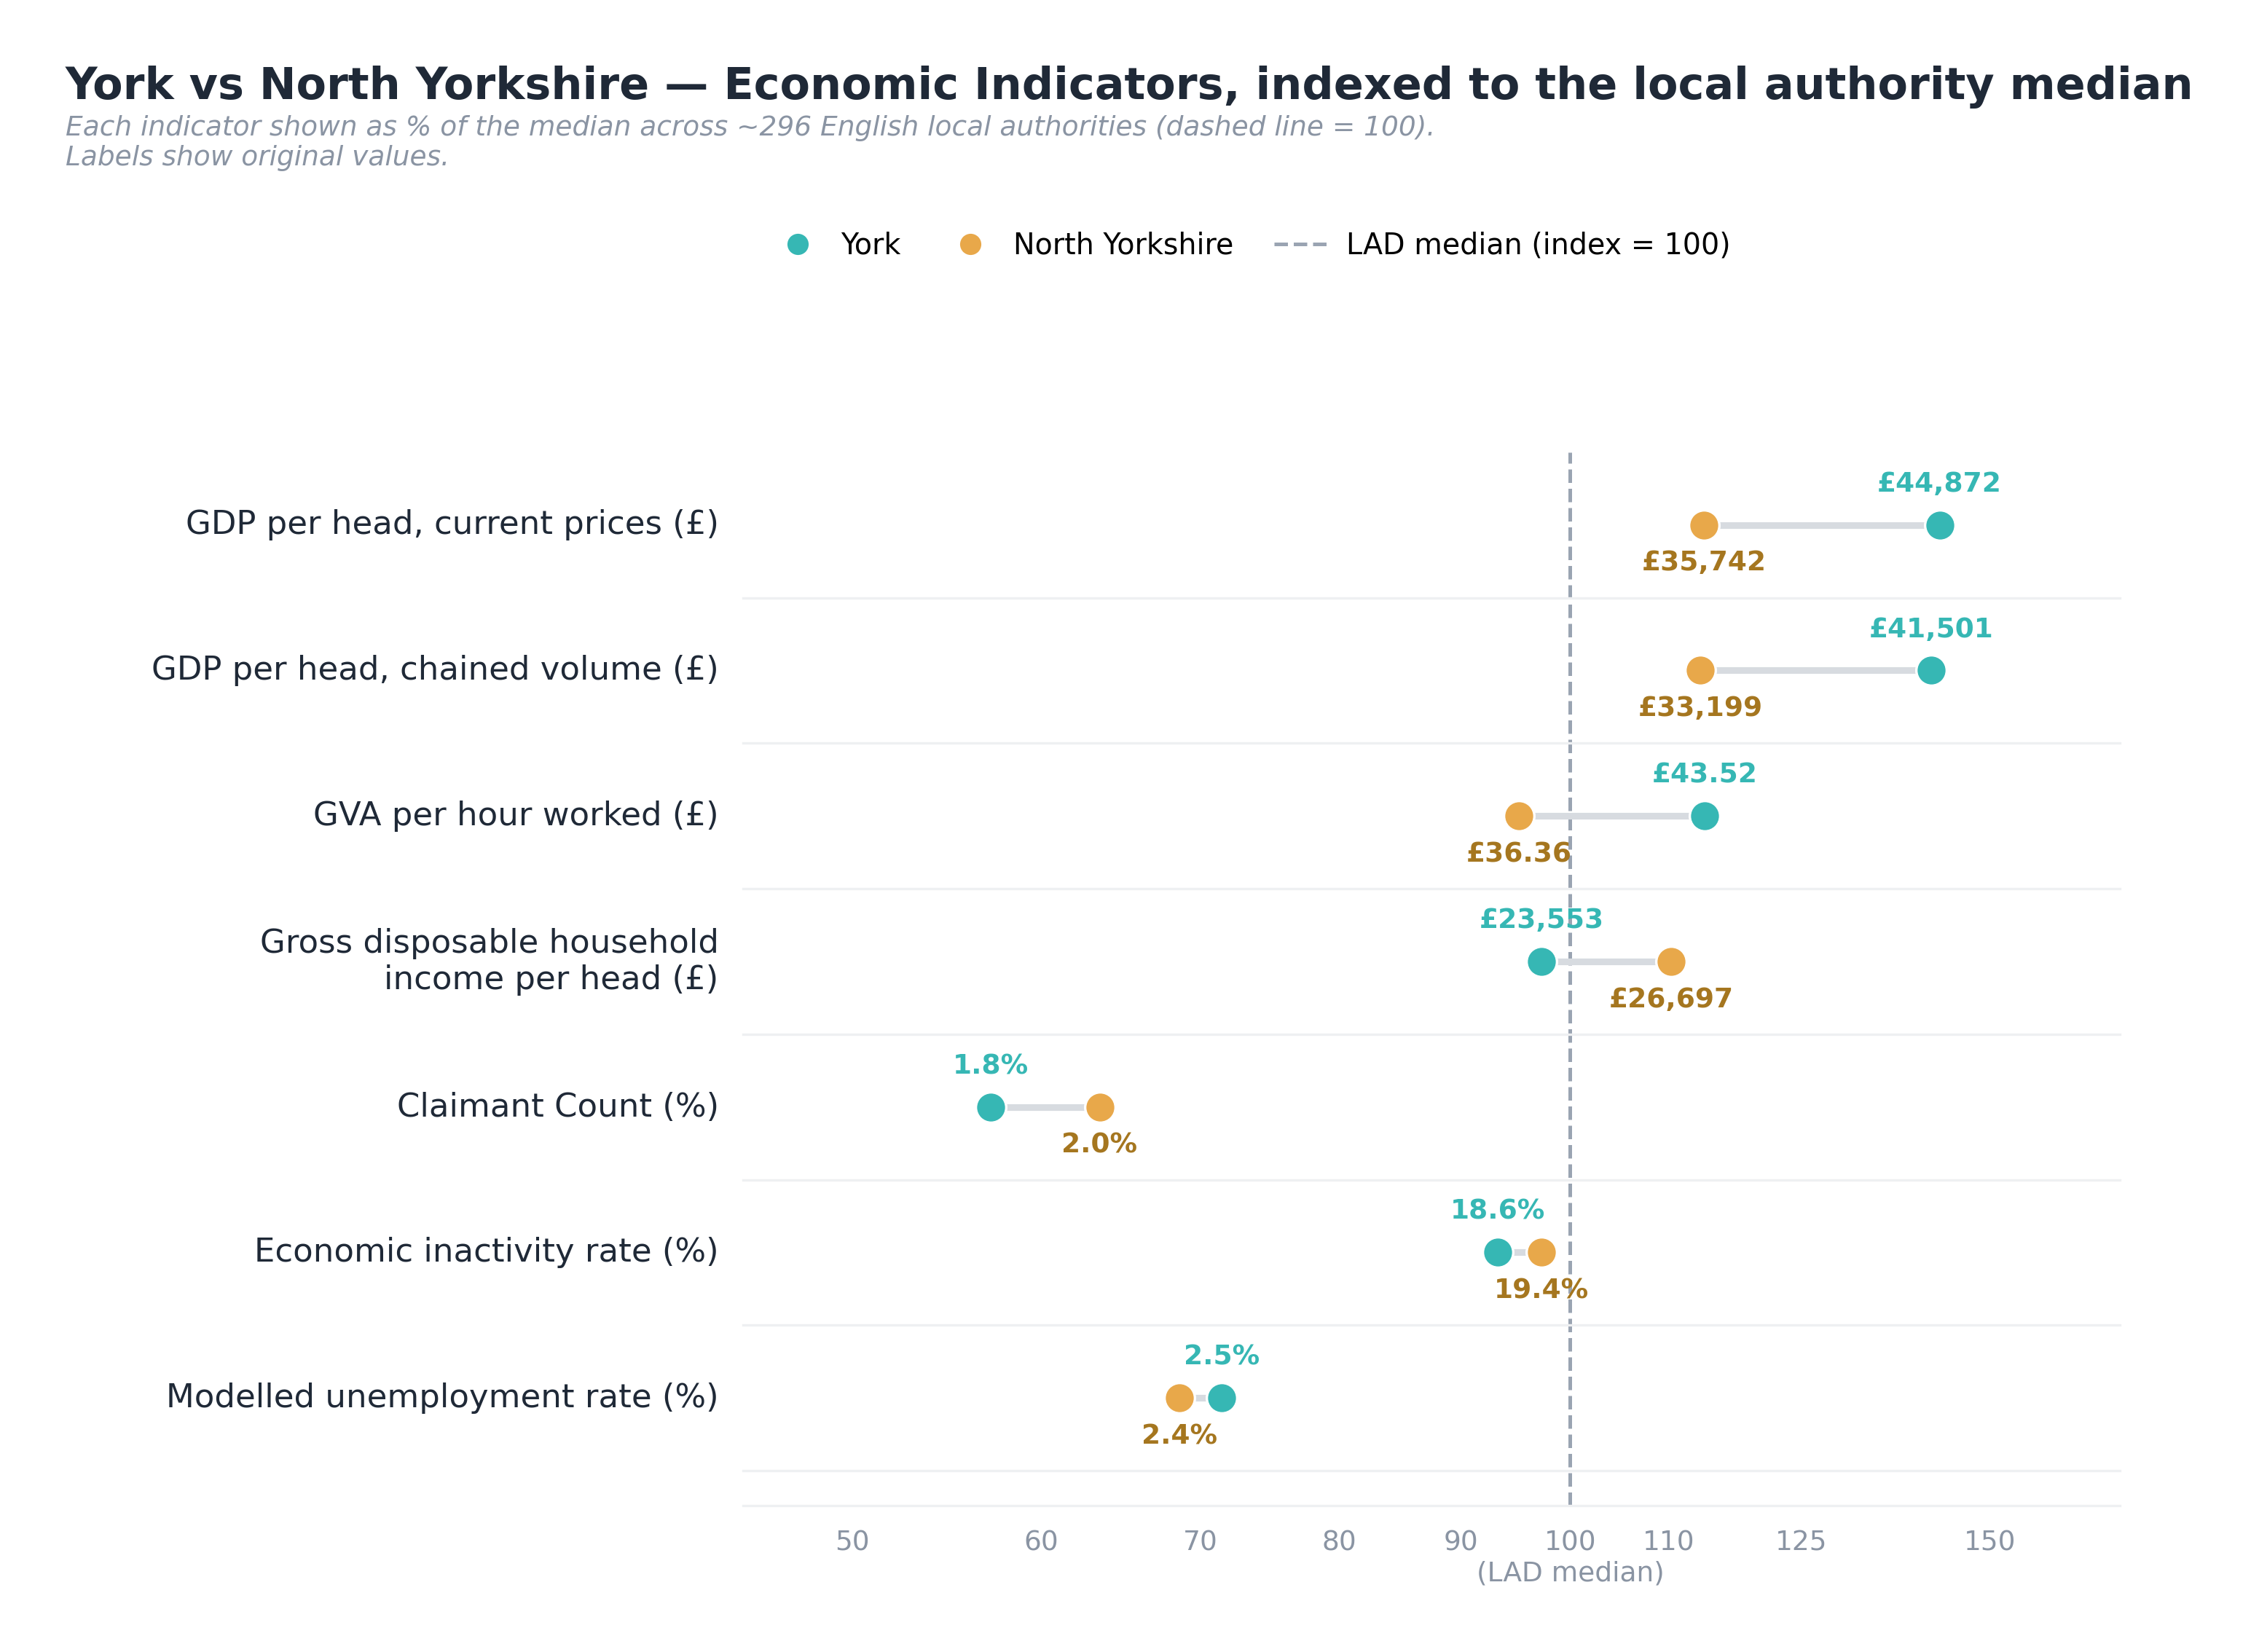 York vs North Yorkshire — Economic Indicators, indexed to the local authority median
Each indicator shown as % of the median across ~296 English local authorities (dashed line = 100).
Labels show original values.
York
North Yorkshire
LAD median (index = 100)
£44,872
GDP per head, current prices (£)
£35,742
£41,501
GDP per head, chained volume (£)
£33,199
£43.52
GVA per hour worked (£)
£36.36
£23,553
Gross disposable household
income per head (£)
£26,697
1.8%
Claimant Count (%)
2.0%
18.6%
Economic inactivity rate (%)
19.4%
2.5%
Modelled unemployment rate (%)
2.4%
50 60 70 80 90 100 110 125 150
(LAD median)